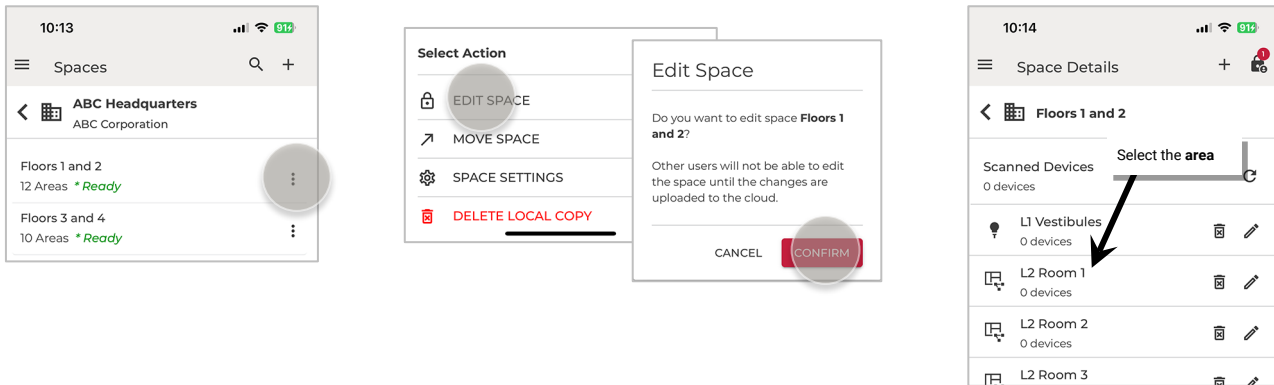 10:13
91
Spaces
ABC Headquarters
ABC Corporation
Floors 1 and 2
12 Areas * Ready
Floors 3 and 4
10 Areas * Ready
Select Action
EDIT SPACE
MOVE SPACE
SPACE SETTINGS
DELETE LOCAL COPY
Edit Space
Do you want to edit space Floors 1
and 2?
Other users will not be able to edit
the space until the changes are
uploaded to the cloud.
CANCEL
CONFIRM
10:14
91
Space Details
1
Floors 1 and 2
Scanned Devices
0 devices
Select the area
L1 Vestibules
0 devices
L2 Room 1
0 devices
L2 Room 2
0 devices
L2 Room 3